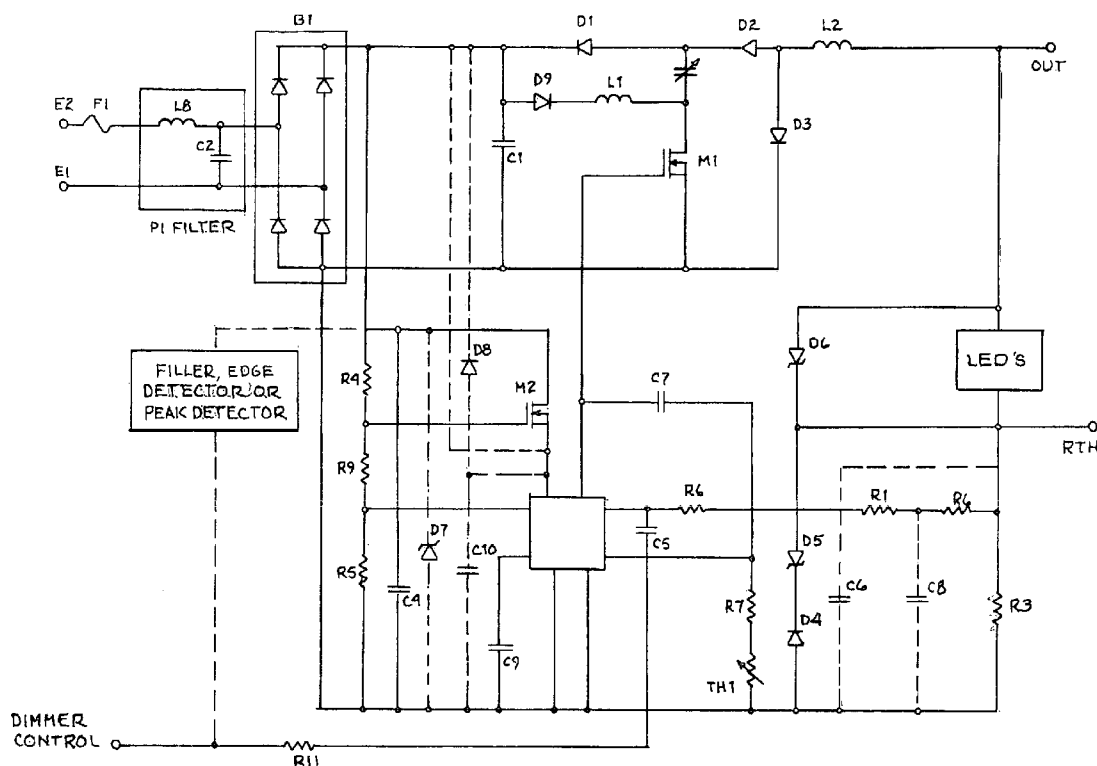 B1
D1
D2
L2
OUT
E2
F1
L8
D9
L1
C2
C1
D3
M1
E1
PI FILTER
D6
D8
LED'S
FILLER, EDGE
DETECTOR/OR
PEAK DETECTOR
R4
M2
C7
RTH
R9
R6
R1
R6
D7
C5
D5
R5
C10
C4
C6
C8
R7
R3
D4
C9
TH1
DIMMER
CONTROL
R11